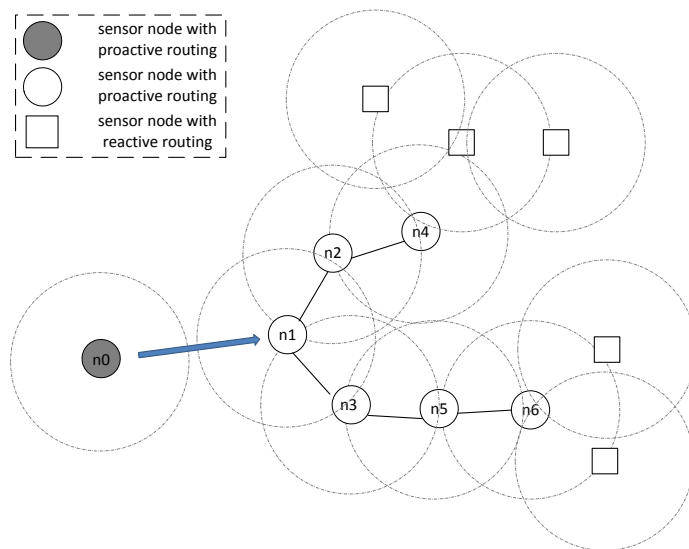 sensor node with
proactive routing
sensor node with
proactive routing
sensor node with
reactive routing
n4
n2
n1
n0
n3
n5
n6